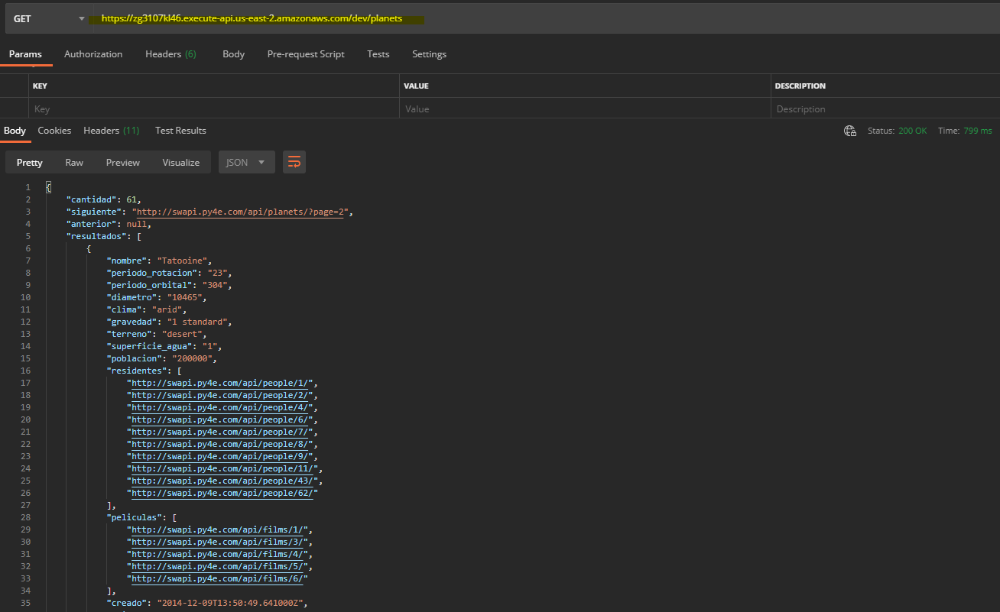 GET https://zg3107kl46.execute-api.us-east-2.amazonaws.com/dev/planets
Params Authorization Headers (6) Body Pre-request Script Tests Settings
KEY VALUE DESCRIPTION
Key Value Description
Body Cookies Headers (11) Test Results Status: 200 OK Time: 799 ms
Pretty Raw Preview Visualize JSON
1 {
2 "cantidad": 61,
3 "siguiente": "http://swapi.py4e.com/api/planets/?page=2",
4 "anterior": null,
5 "resultados": [
6 {
7 "nombre": "Tatooine",
8 "periodo_rotacion": "23",
9 "periodo_orbital": "304",
10 "diametro": "10465",
11 "clima": "arid",
12 "gravedad": "1 standard",
13 "terreno": "desert",
14 "superficie_agua": "1",
15 "poblacion": "200000",
16 "residentes": [
17 "http://swapi.py4e.com/api/people/1/",
18 "http://swapi.py4e.com/api/people/2/",
19 "http://swapi.py4e.com/api/people/4/",
20 "http://swapi.py4e.com/api/people/6/",
21 "http://swapi.py4e.com/api/people/7/",
22 "http://swapi.py4e.com/api/people/8/",
23 "http://swapi.py4e.com/api/people/9/",
24 "http://swapi.py4e.com/api/people/11/",
25 "http://swapi.py4e.com/api/people/43/",
26 "http://swapi.py4e.com/api/people/62/"
27 ],
28 "peliculas": [
29 "http://swapi.py4e.com/api/films/1/",
30 "http://swapi.py4e.com/api/films/3/",
31 "http://swapi.py4e.com/api/films/4/",
32 "http://swapi.py4e.com/api/films/5/",
33 "http://swapi.py4e.com/api/films/6/"
34 ],
35 "creado": "2014-12-09T13:50:49.641000Z",